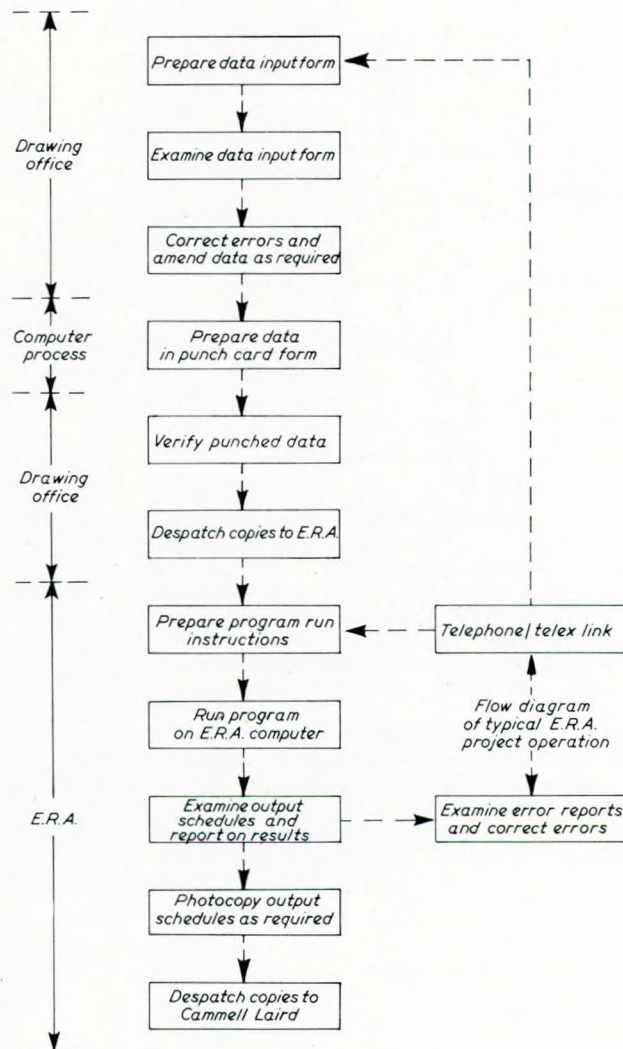 Prepare data input form
Examine data input form
Drawing
office
Correct errors and
amend data as required
Computer
process
Prepare data
in punch card form
Verify punched data
Drawing
office
Despatch copies to E.R.A.
Prepare program run
instructions
Telephone/telex link
Run program
on E.R.A. computer
Flow diagram
of typical E.R.A.
project operation
E.R.A.
Examine output
schedules and
report on results
Examine error reports
and correct errors
Photocopy output
schedules as required
Despatch copies to
Cammell Laird